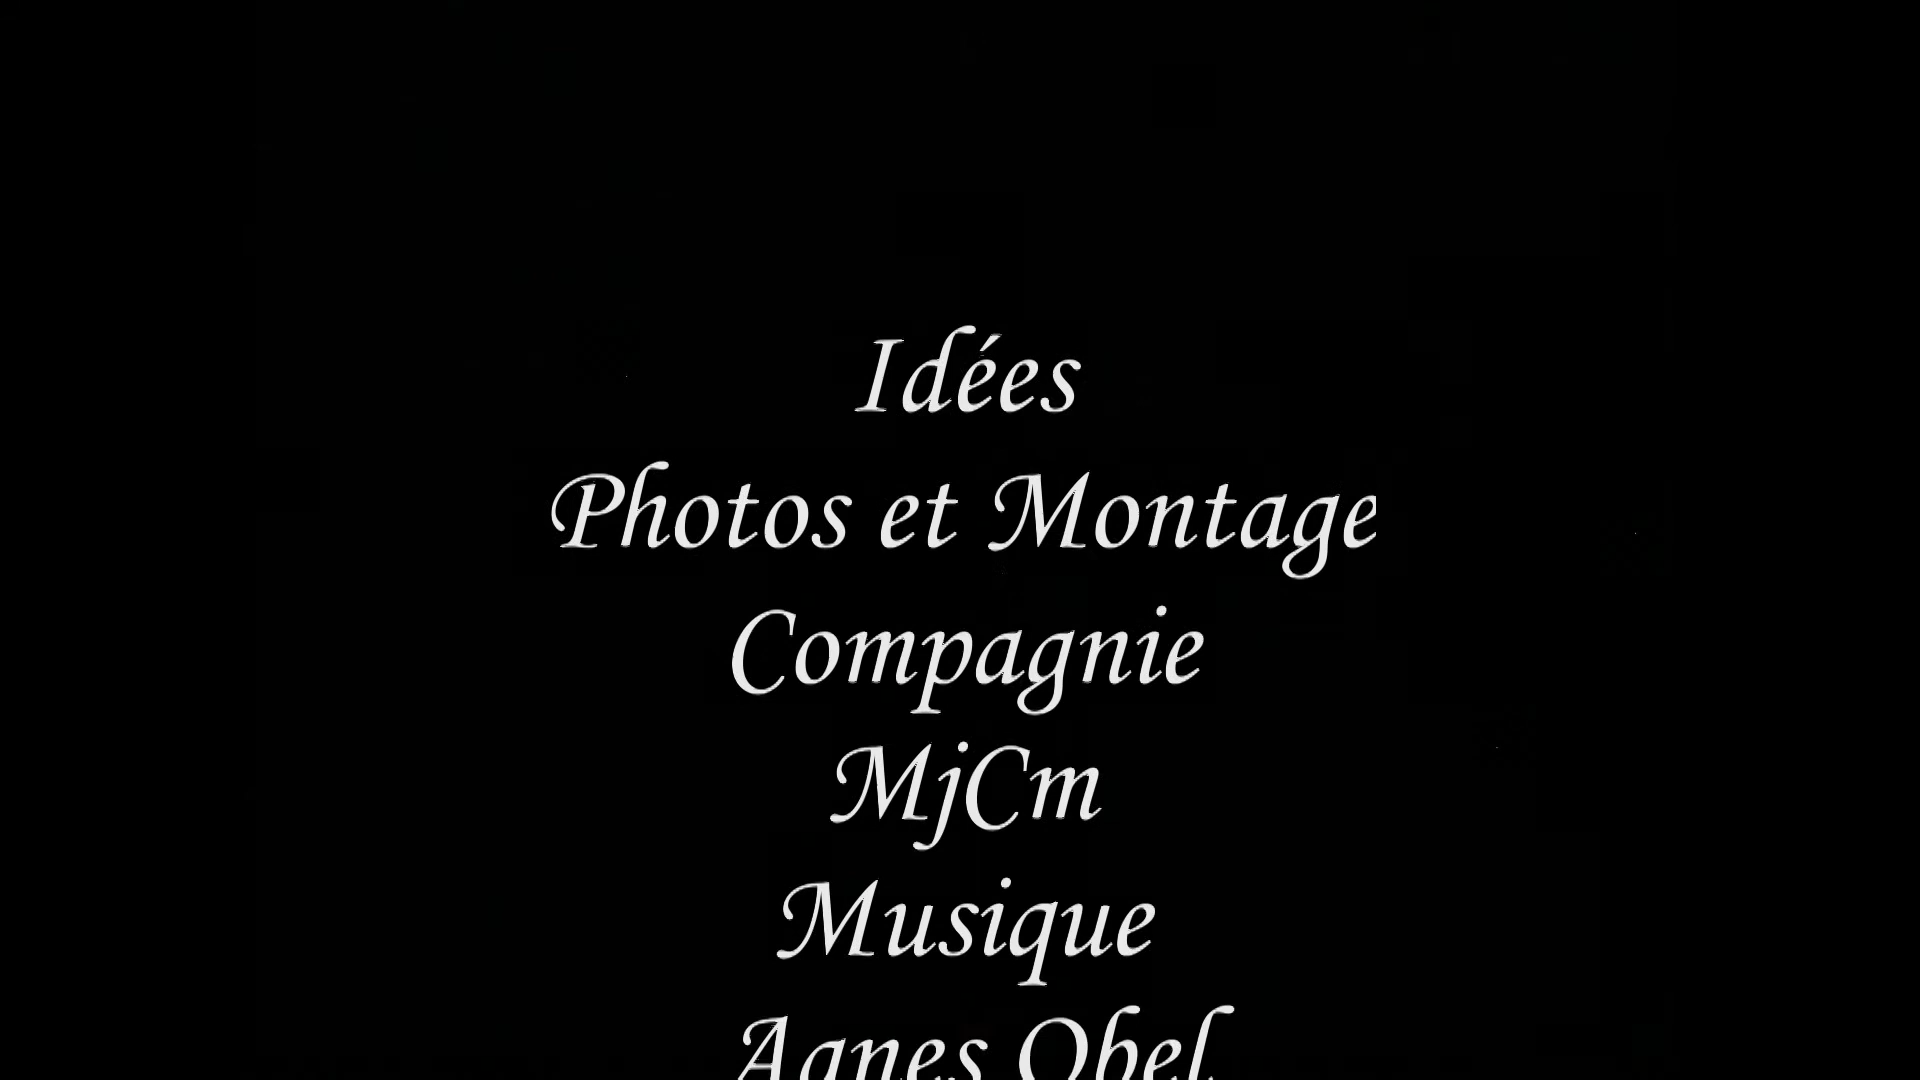 Idées
Photos et Montage
Compagnie
MjCm
Musique
Agnes Obel